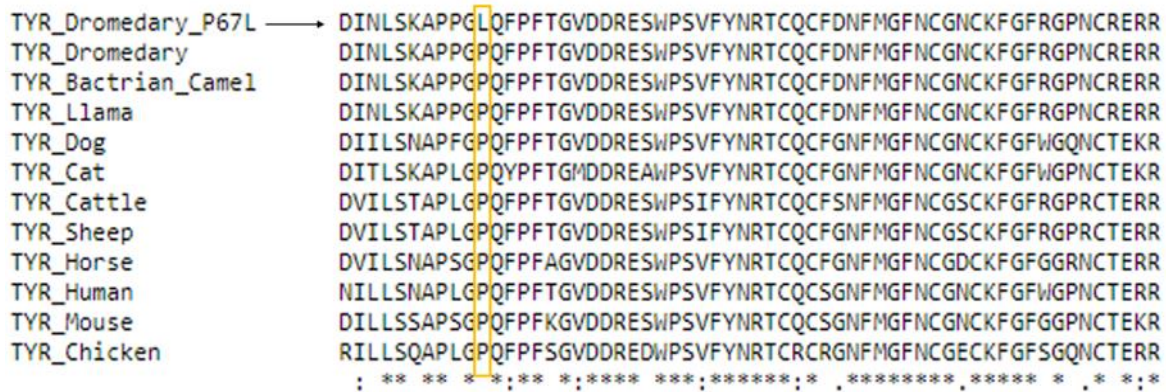 TYR_Dromedary_P67L DINLSKAPPGLQFPFTGVDDRESWPSVFYNRTCQCFDNFMGFNCGNCKFGFRGPNCRERR
TYR_Dromedary DINLSKAPPGPQFPFTGVDDRESWPSVFYNRTCQCFDNFMGFNCGNCKFGFRGPNCRERR
TYR_Bactrian_Camel DINLSKAPPGPQFPFTGVDDRESWPSVFYNRTCQCFDNFMGFNCGNCKFGFRGPNCRERR
TYR_Llama DINLSKAPPGPQFPFTGVDDRESWPSVFYNRTCQCFDNFMGFNCGNCKFGFRGPNCRERR
TYR_Dog DIILSNAPFGPQFPFTGVDDRESWPSVFYNRTCQCFGNFMGFNCGNCKFGFWGQNCTEKR
TYR_Cat DITLSKAPLGPQYPFTGMDDREAWPSVFYNRTCQCFGNFMGFNCGNCKFGFWGPNCTEKR
TYR_Cattle DVILSTAPLGPQFPFTGVDDRESWPSIFYNRTCQCFSNFMGFNCGSCKFGFRGPRCTERR
TYR_Sheep DVILSTAPLGPQFPFTGVDDRESWPSIFYNRTCQCFGNFMGFNCGSCKFGFRGPRCTERR
TYR_Horse DVILSNAPSGPQFPFAGVDDRESWPSVFYNRTCQCFGNFMGFNCGDCKFGFGGRNCTERR
TYR_Human NILLSNAPLGPQFPFTGVDDRESWPSVFYNRTCQCSGNFMGFNCGNCKFGFWGPNCTERR
TYR_Mouse DILLSSAPSGPQFPFKGVDDRESWPSVFYNRTCQCSGNFMGFNCGNCKFGFGGPNCTEKR
TYR_Chicken RILLSQAPLGPQFPFSGVDDREDWPSVFYNRTCRCRGNFMGFNCGECKFGFSGQNCTERR
: ** ** * *:** *:**** ***:******:* .******** .***** * .* *:*